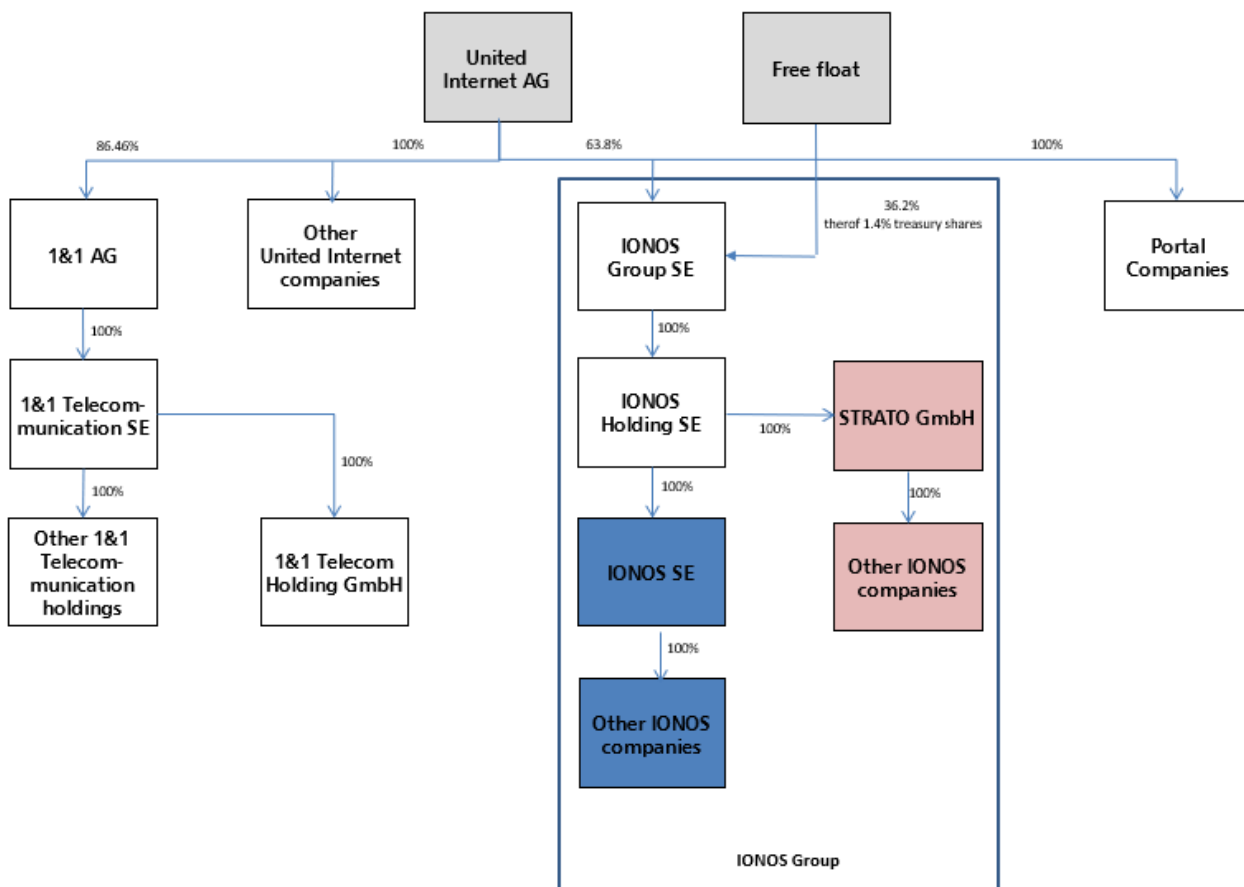 United
Internet AG
Free float
86.46%
100%
63.8%
100%
36.2%
therof 1.4% treasury shares
1&1 AG
Other
United Internet
companies
IONOS
Group SE
Portal
Companies
100%
100%
1&1 Telecom-
munication SE
IONOS
Holding SE
100%
STRATO GmbH
100%
100%
100%
100%
Other 1&1
Telecom-
munication
holdings
1&1 Telecom
Holding GmbH
IONOS SE
Other IONOS
companies
100%
Other IONOS
companies
IONOS Group